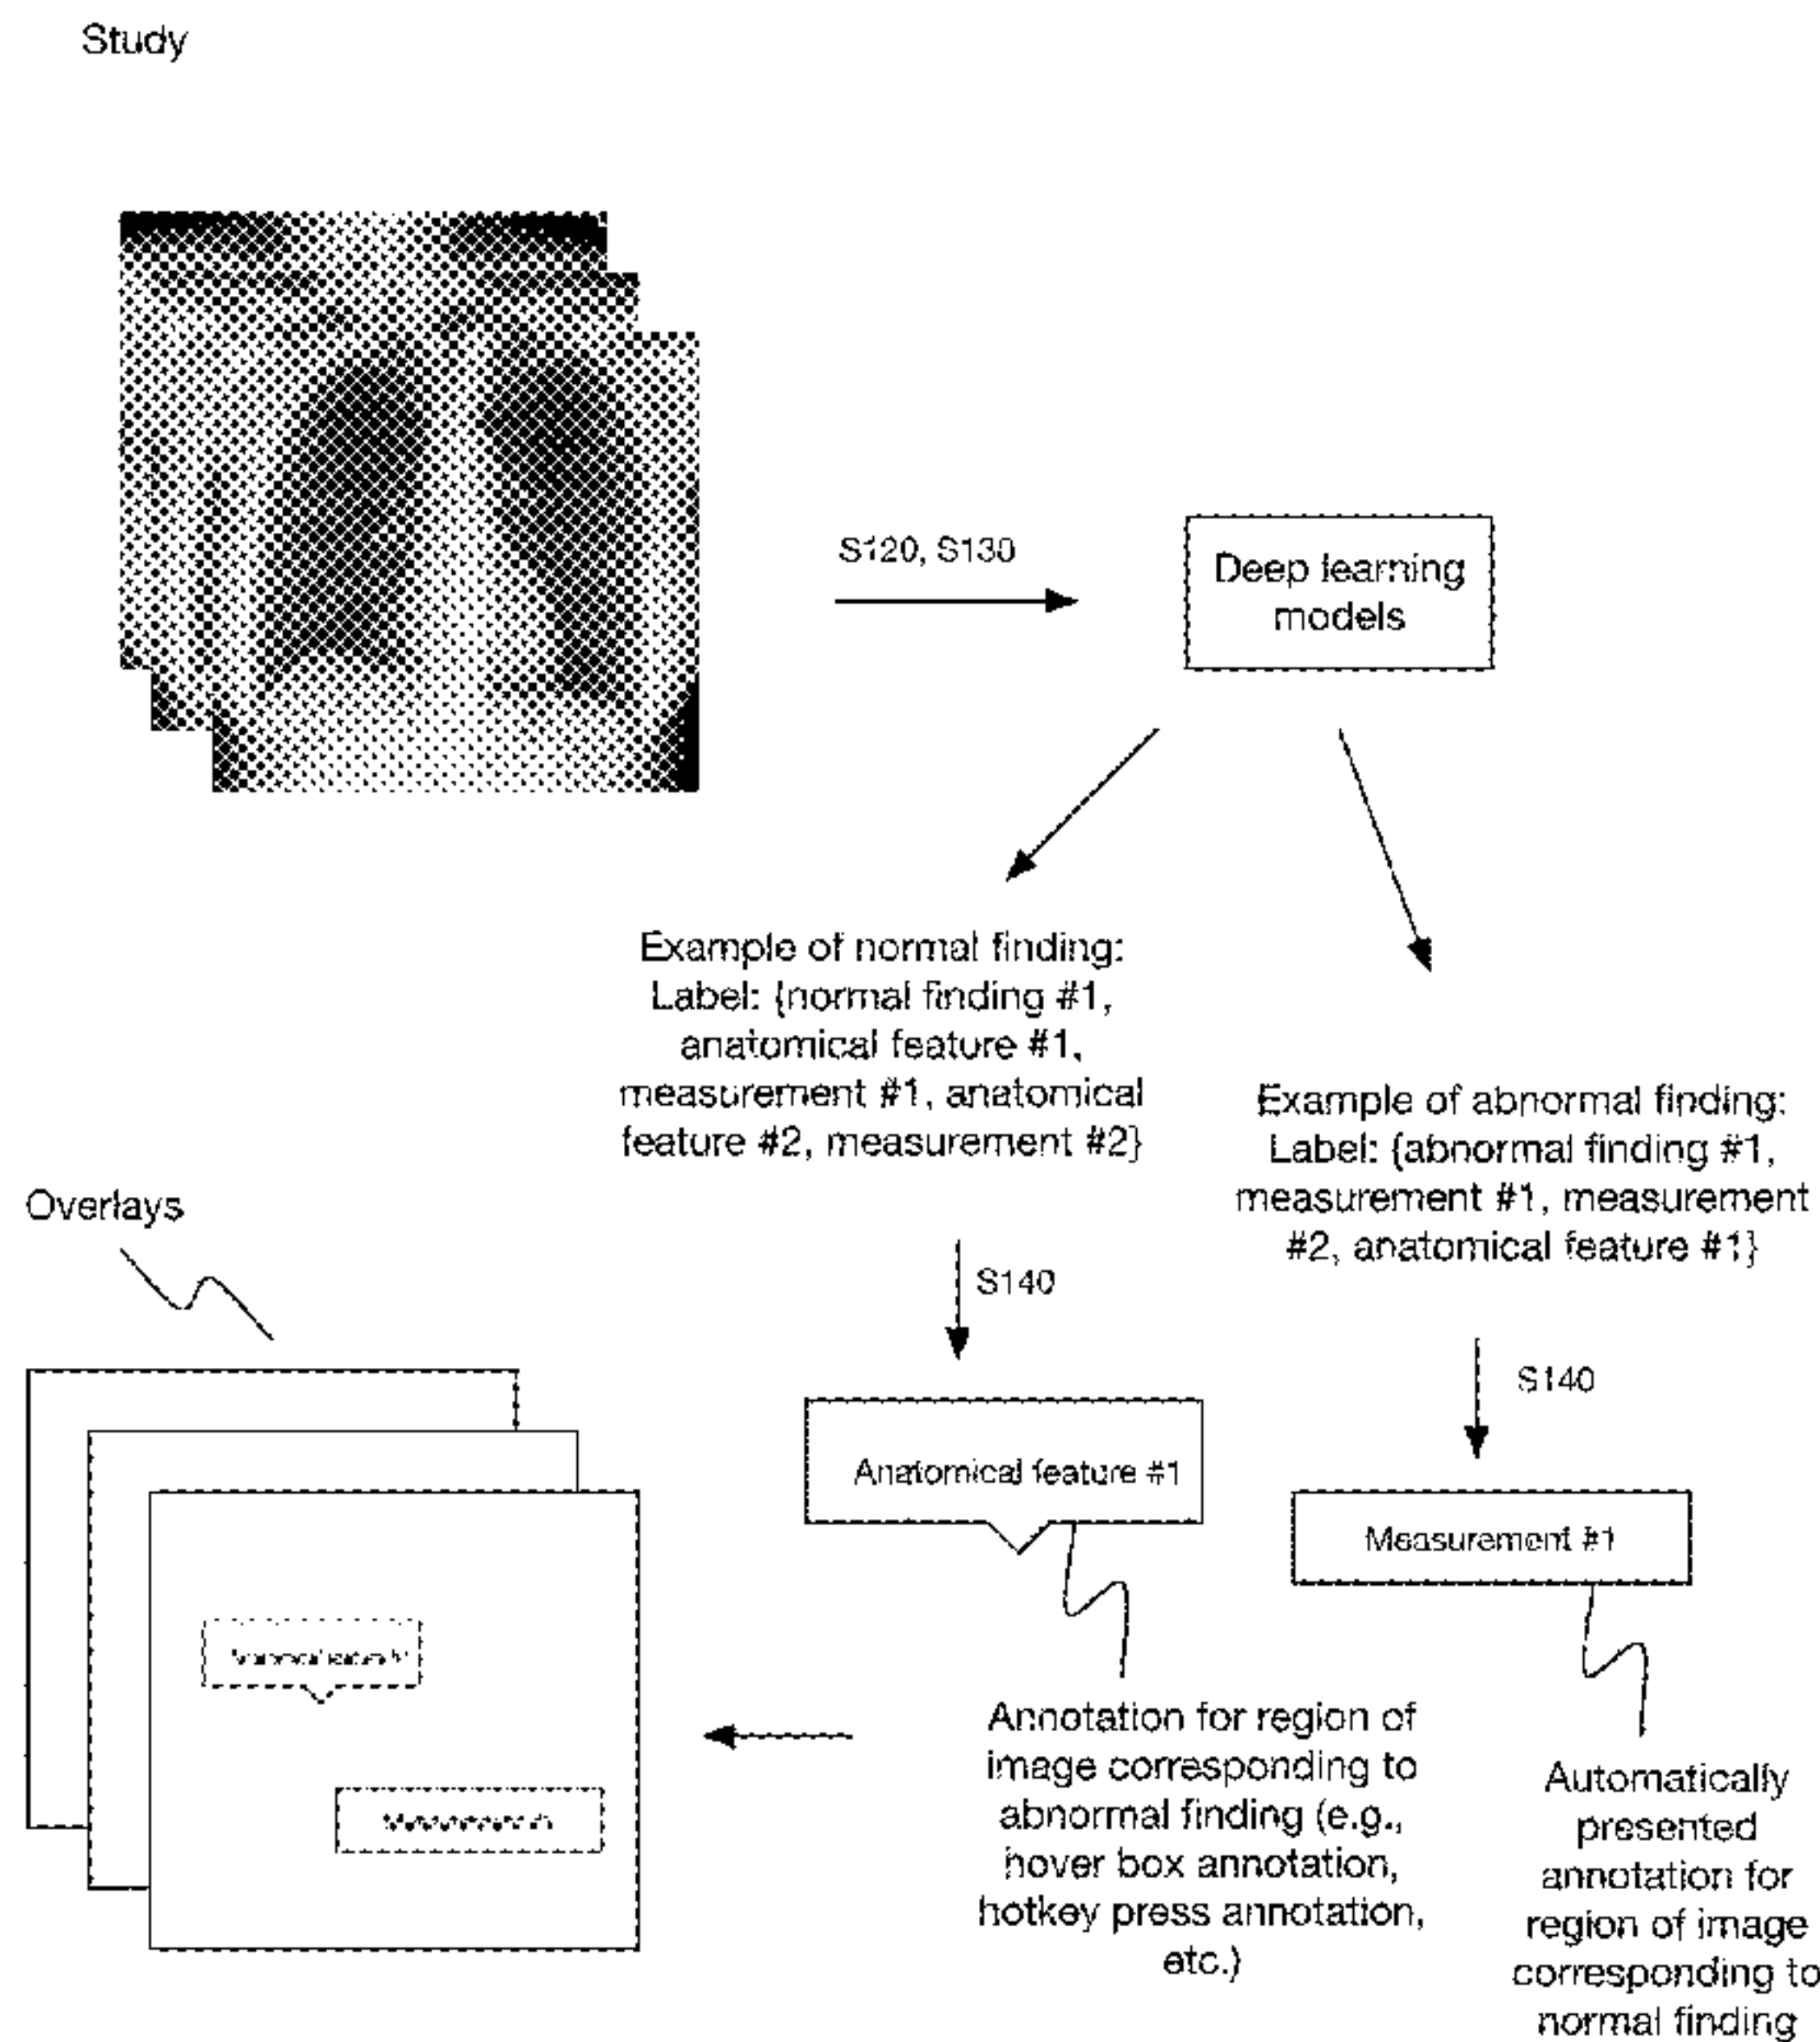 Study
S120, S130
Deep learning
models
Example of normal finding:
Label: {normal finding #1,
anatomical feature #1,
measurement #1, anatomical
feature #2, measurement #2}
Example of abnormal finding:
Label: {abnormal finding #1,
measurement #1, measurement
#2, anatomical feature #1}
Overlays
S140
S140
Anatomical feature #1
Measurement #1
Annotation for region of
image corresponding to
abnormal finding (e.g.,
hover box annotation,
hotkey press annotation,
etc.)
Automatically
presented
annotation for
region of image
corresponding to
normal finding